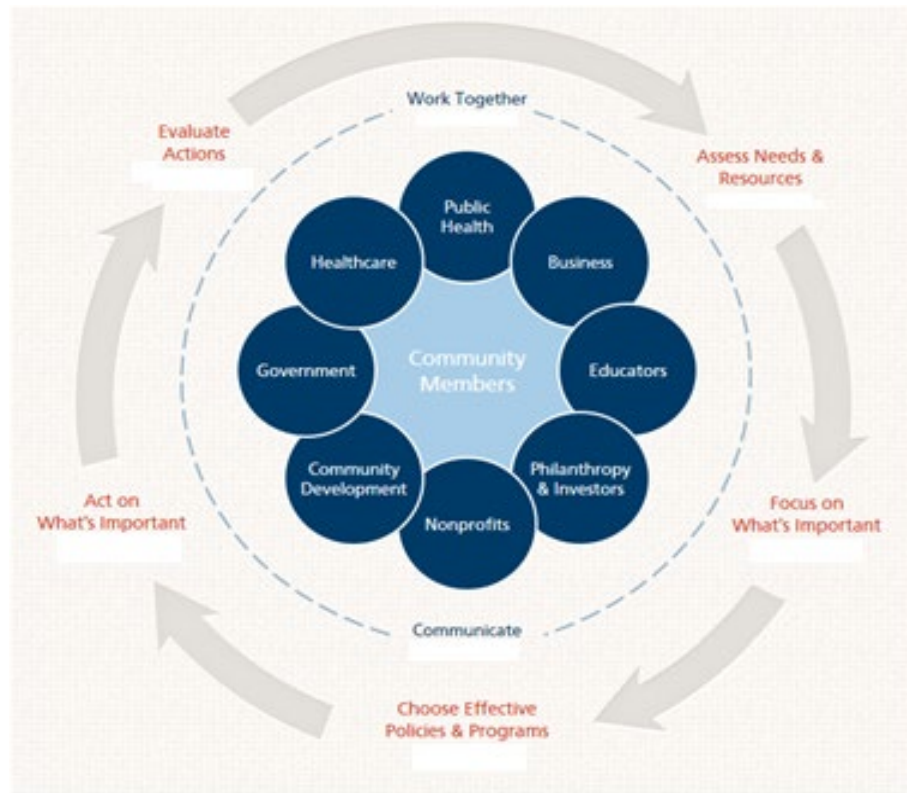 Work Together
Evaluate
Actions
Assess Needs &
Resources
Public
Health
Healthcare
Business
Government
Community
Members
Educators
Community
Development
Philanthropy
& Investors
Nonprofits
Act on
What's Important
Focus on
What's Important
Communicate
Choose Effective
Policies & Programs